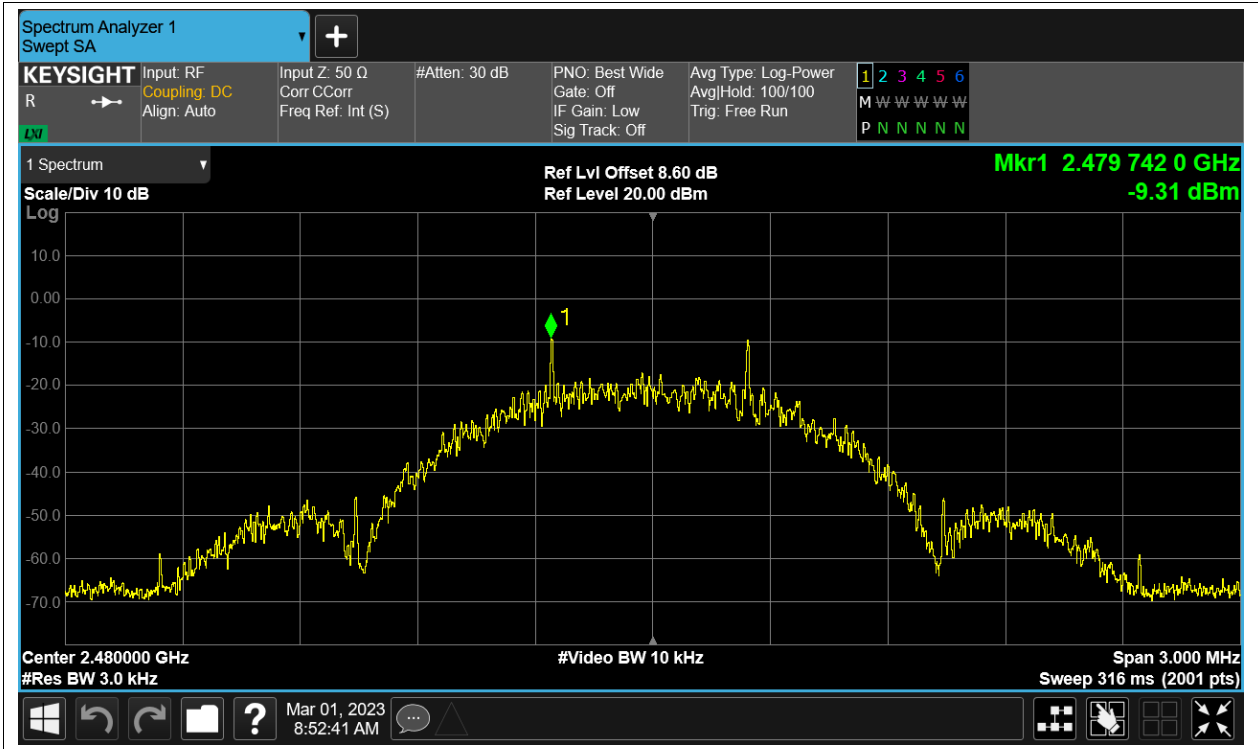 Spectrum Analyzer 1
Swept SA
KEYSIGHT
R
LXI
Input: RF
Coupling: DC
Align: Auto
Input Z: 50 Ω
Corr CCorr
Freq Ref: Int (S)
#Atten: 30 dB
PNO: Best Wide
Gate: Off
IF Gain: Low
Sig Track: Off
Avg Type: Log-Power
Avg|Hold: 100/100
Trig: Free Run
1 2 3 4 5 6
M W W W W W
P N N N N N
1 Spectrum
Scale/Div 10 dB
Ref Lvl Offset 8.60 dB
Ref Level 20.00 dBm
Mkr1 2.479 742 0 GHz
-9.31 dBm
Log
10.0
0.00
-10.0
-20.0
-30.0
-40.0
-50.0
-60.0
-70.0
1
Center 2.480000 GHz
#Video BW 10 kHz
Span 3.000 MHz
#Res BW 3.0 kHz
Sweep 316 ms (2001 pts)
?
Mar 01, 2023
8:52:41 AM